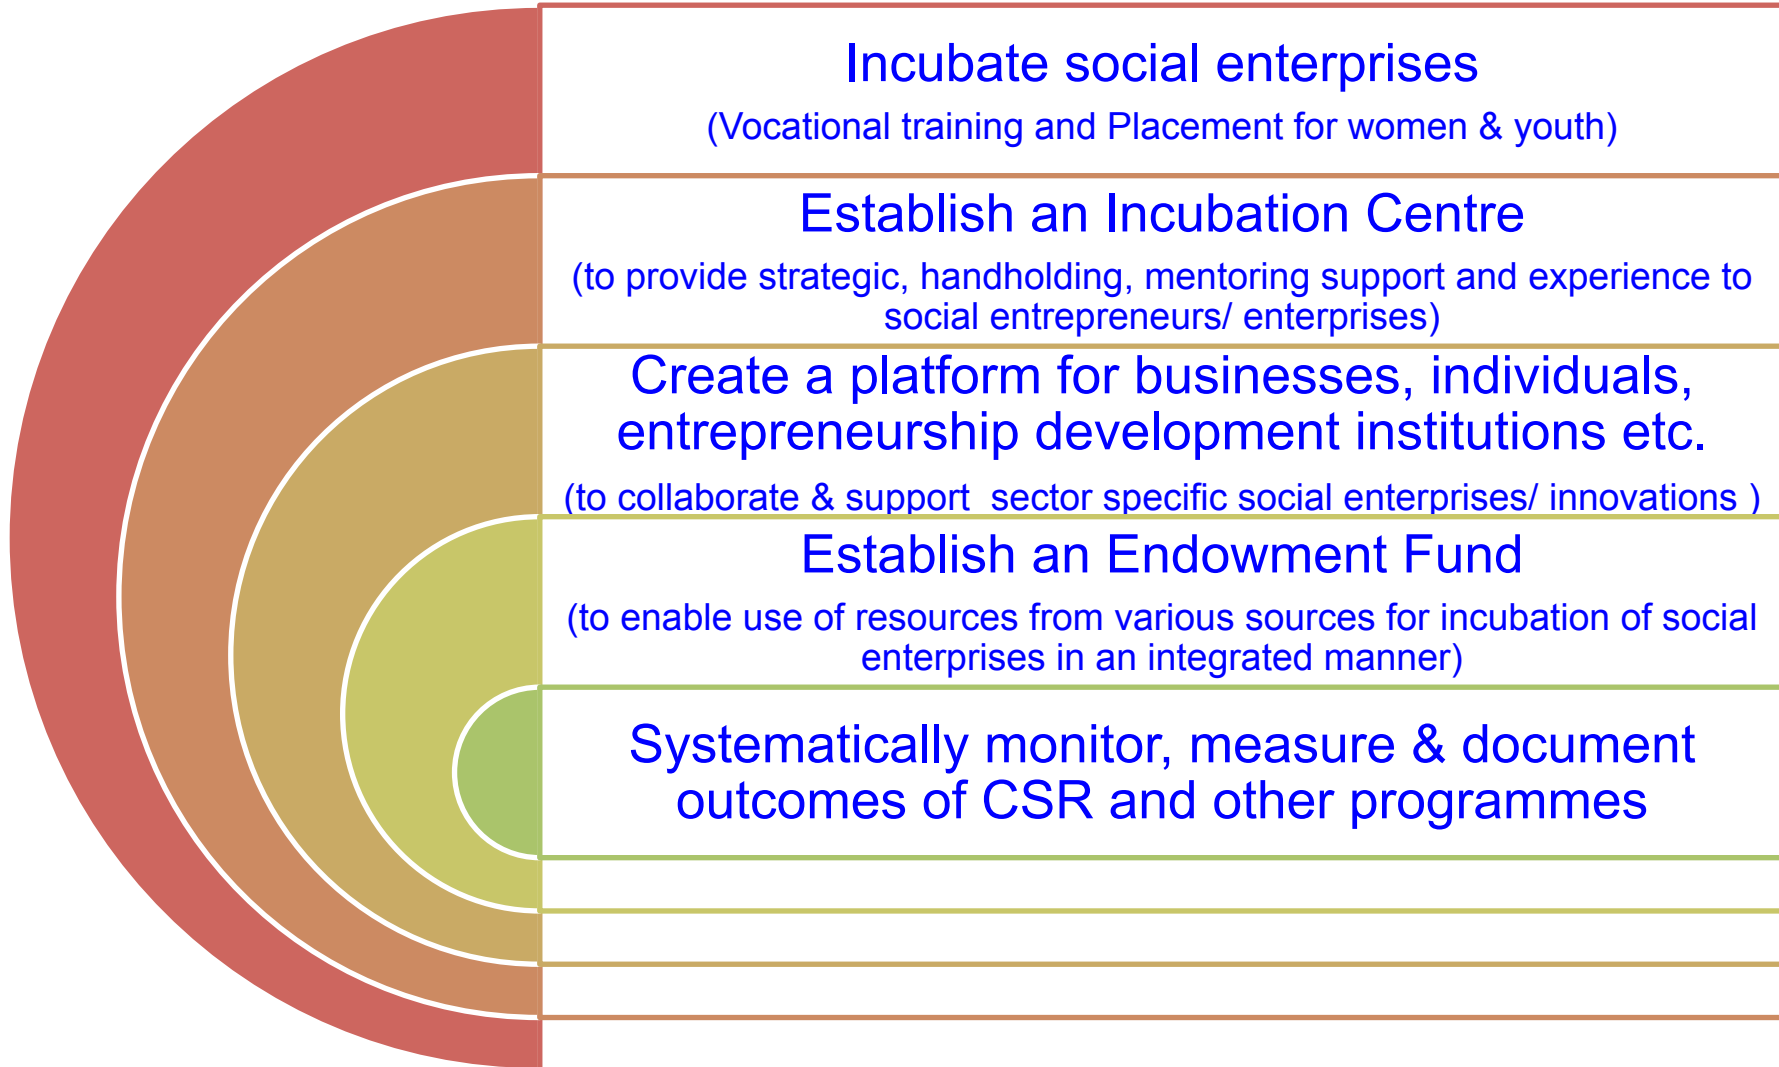 Incubate social enterprises
(Vocational training and Placement for women & youth)
Establish an Incubation Centre
(to provide strategic, handholding, mentoring support and experience to
social entrepreneurs/ enterprises)
Create a platform for businesses, individuals,
entrepreneurship development institutions etc.
(to collaborate & support  sector specific social enterprises/ innovations )
Establish an Endowment Fund
(to enable use of resources from various sources for incubation of social
enterprises in an integrated manner)
Systematically monitor, measure & document
outcomes of CSR and other programmes